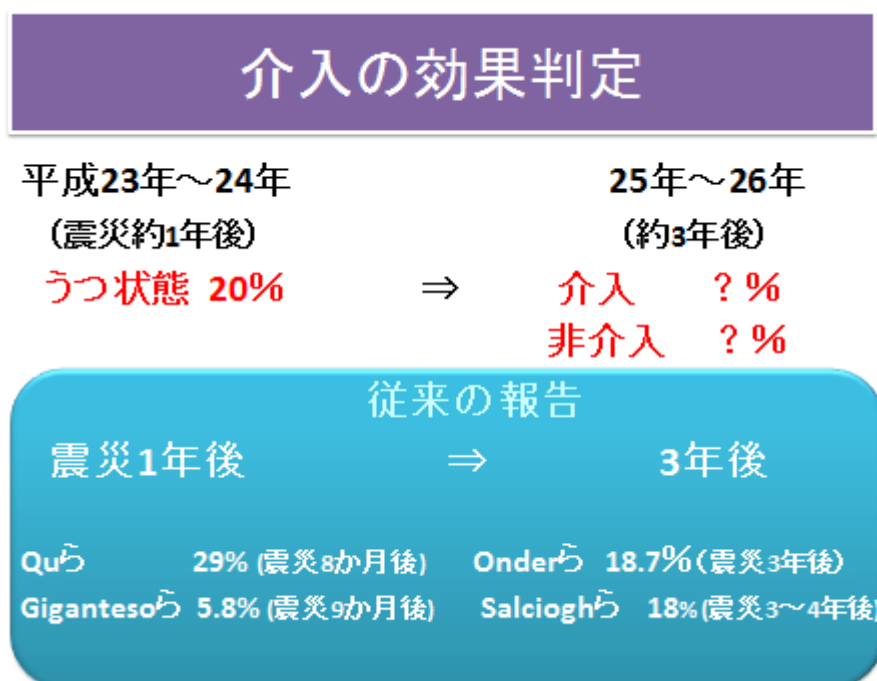 介入の効果判定
平成23年～24年 25年～26年
(震災約1年後) (約3年後)
うつ状態 20% ⇒ 介入 ？%
非介入 ？%
従来の報告
震災1年後 ⇒ 3年後
Quら 29% (震災8か月後) Onderら 18.7%(震災3年後)
Gigantesoら 5.8% (震災9か月後) Salcioghら 18%(震災3～4年後)